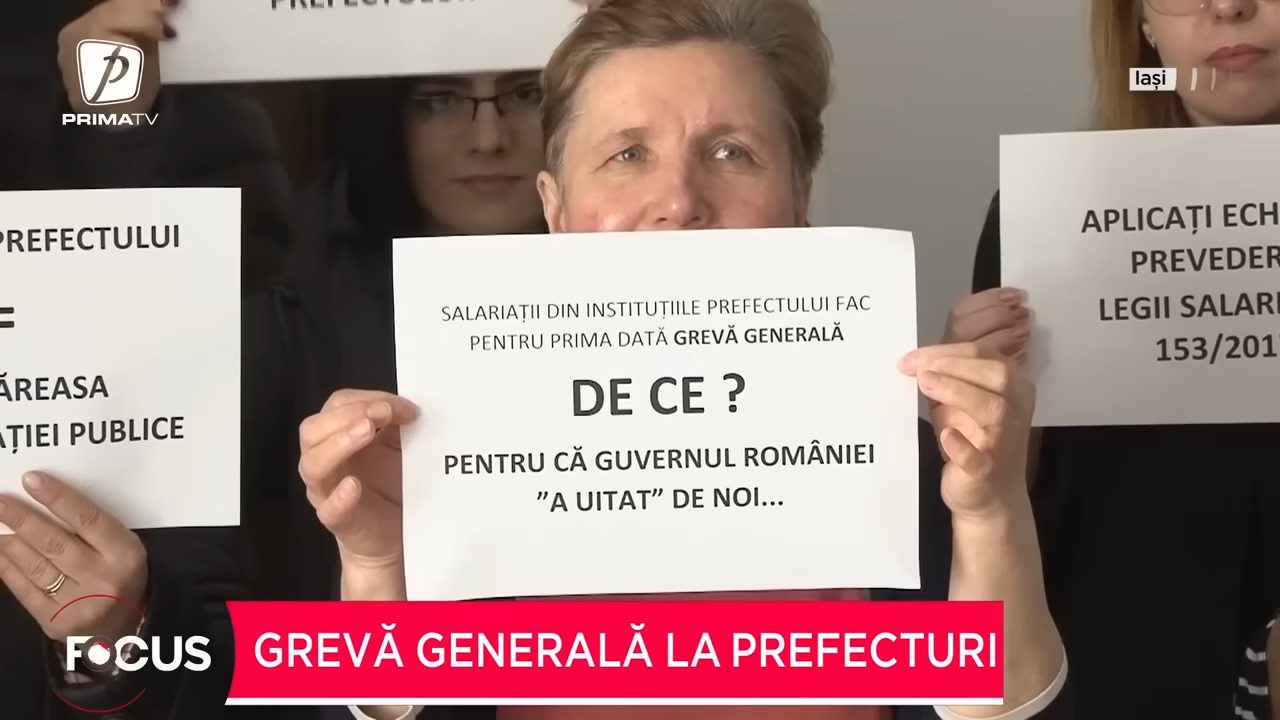 PREFECTULUI
PRIMATV
Iași
PREFECTULUI
=
ĂREASA
AȚIEI PUBLICE
SALARIAȚII DIN INSTITUȚIILE PREFECTULUI FAC
PENTRU PRIMA DATĂ GREVĂ GENERALĂ
DE CE ?
PENTRU CĂ GUVERNUL ROMÂNIEI
”A UITAT” DE NOI...
APLICAȚI ECH
PREVEDER
LEGII SALARI
153/201
FOCUS
GREVĂ GENERALĂ LA PREFECTURI